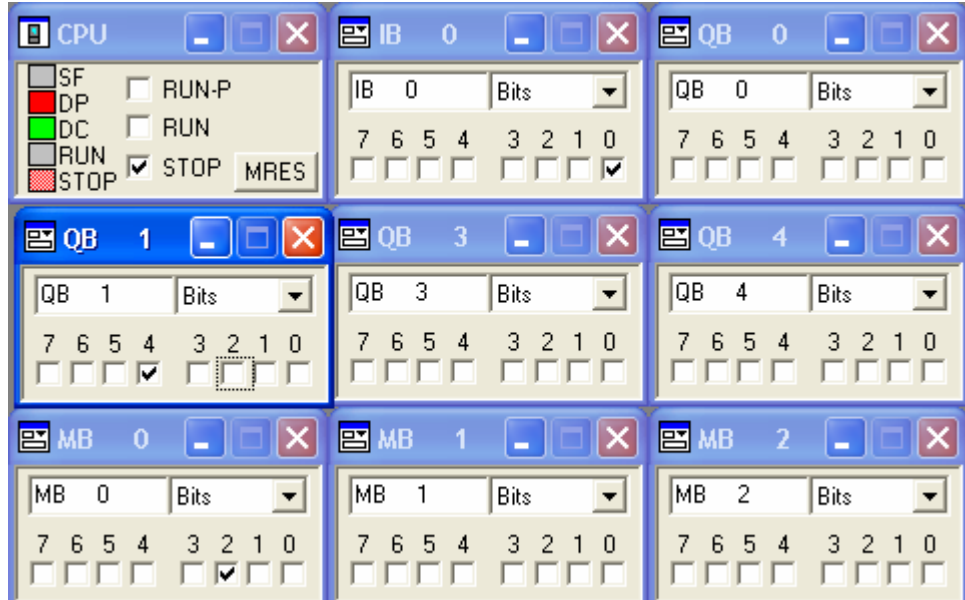 CPU
SF
DP
DC
RUN
STOP
RUN-P
RUN
STOP
MRES
IB 0
IB 0 Bits
7 6 5 4 3 2 1 0
QB 0
QB 0 Bits
7 6 5 4 3 2 1 0
QB 1
QB 1 Bits
7 6 5 4 3 2 1 0
QB 3
QB 3 Bits
7 6 5 4 3 2 1 0
QB 4
QB 4 Bits
7 6 5 4 3 2 1 0
MB 0
MB 0 Bits
7 6 5 4 3 2 1 0
MB 1
MB 1 Bits
7 6 5 4 3 2 1 0
MB 2
MB 2 Bits
7 6 5 4 3 2 1 0